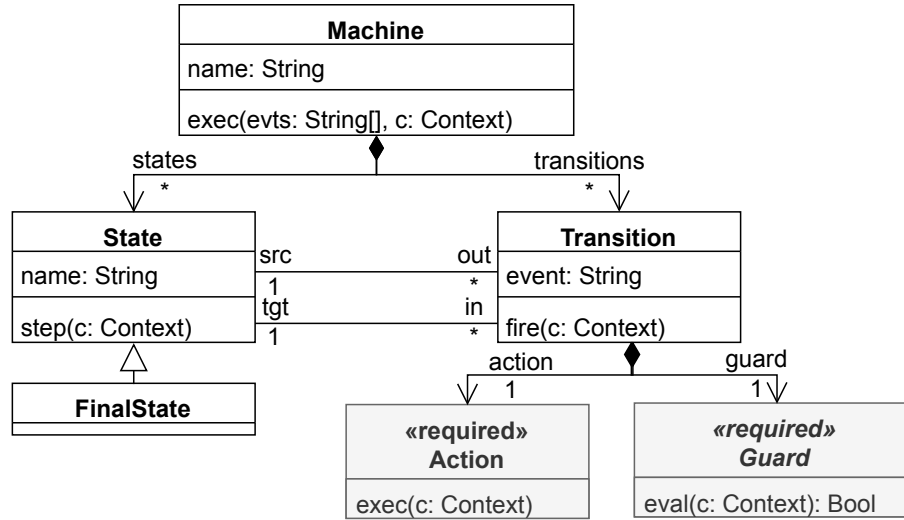 Machine
name: String
exec(evts: String[], c: Context)
states
transitions
*
*
State
Transition
name: String
src
out
event: String
1
*
tgt
in
step(c: Context)
1
*
fire(c: Context)
action
guard
1
1
FinalState
«required»
Action
«required»
Guard
exec(c: Context)
eval(c: Context): Bool